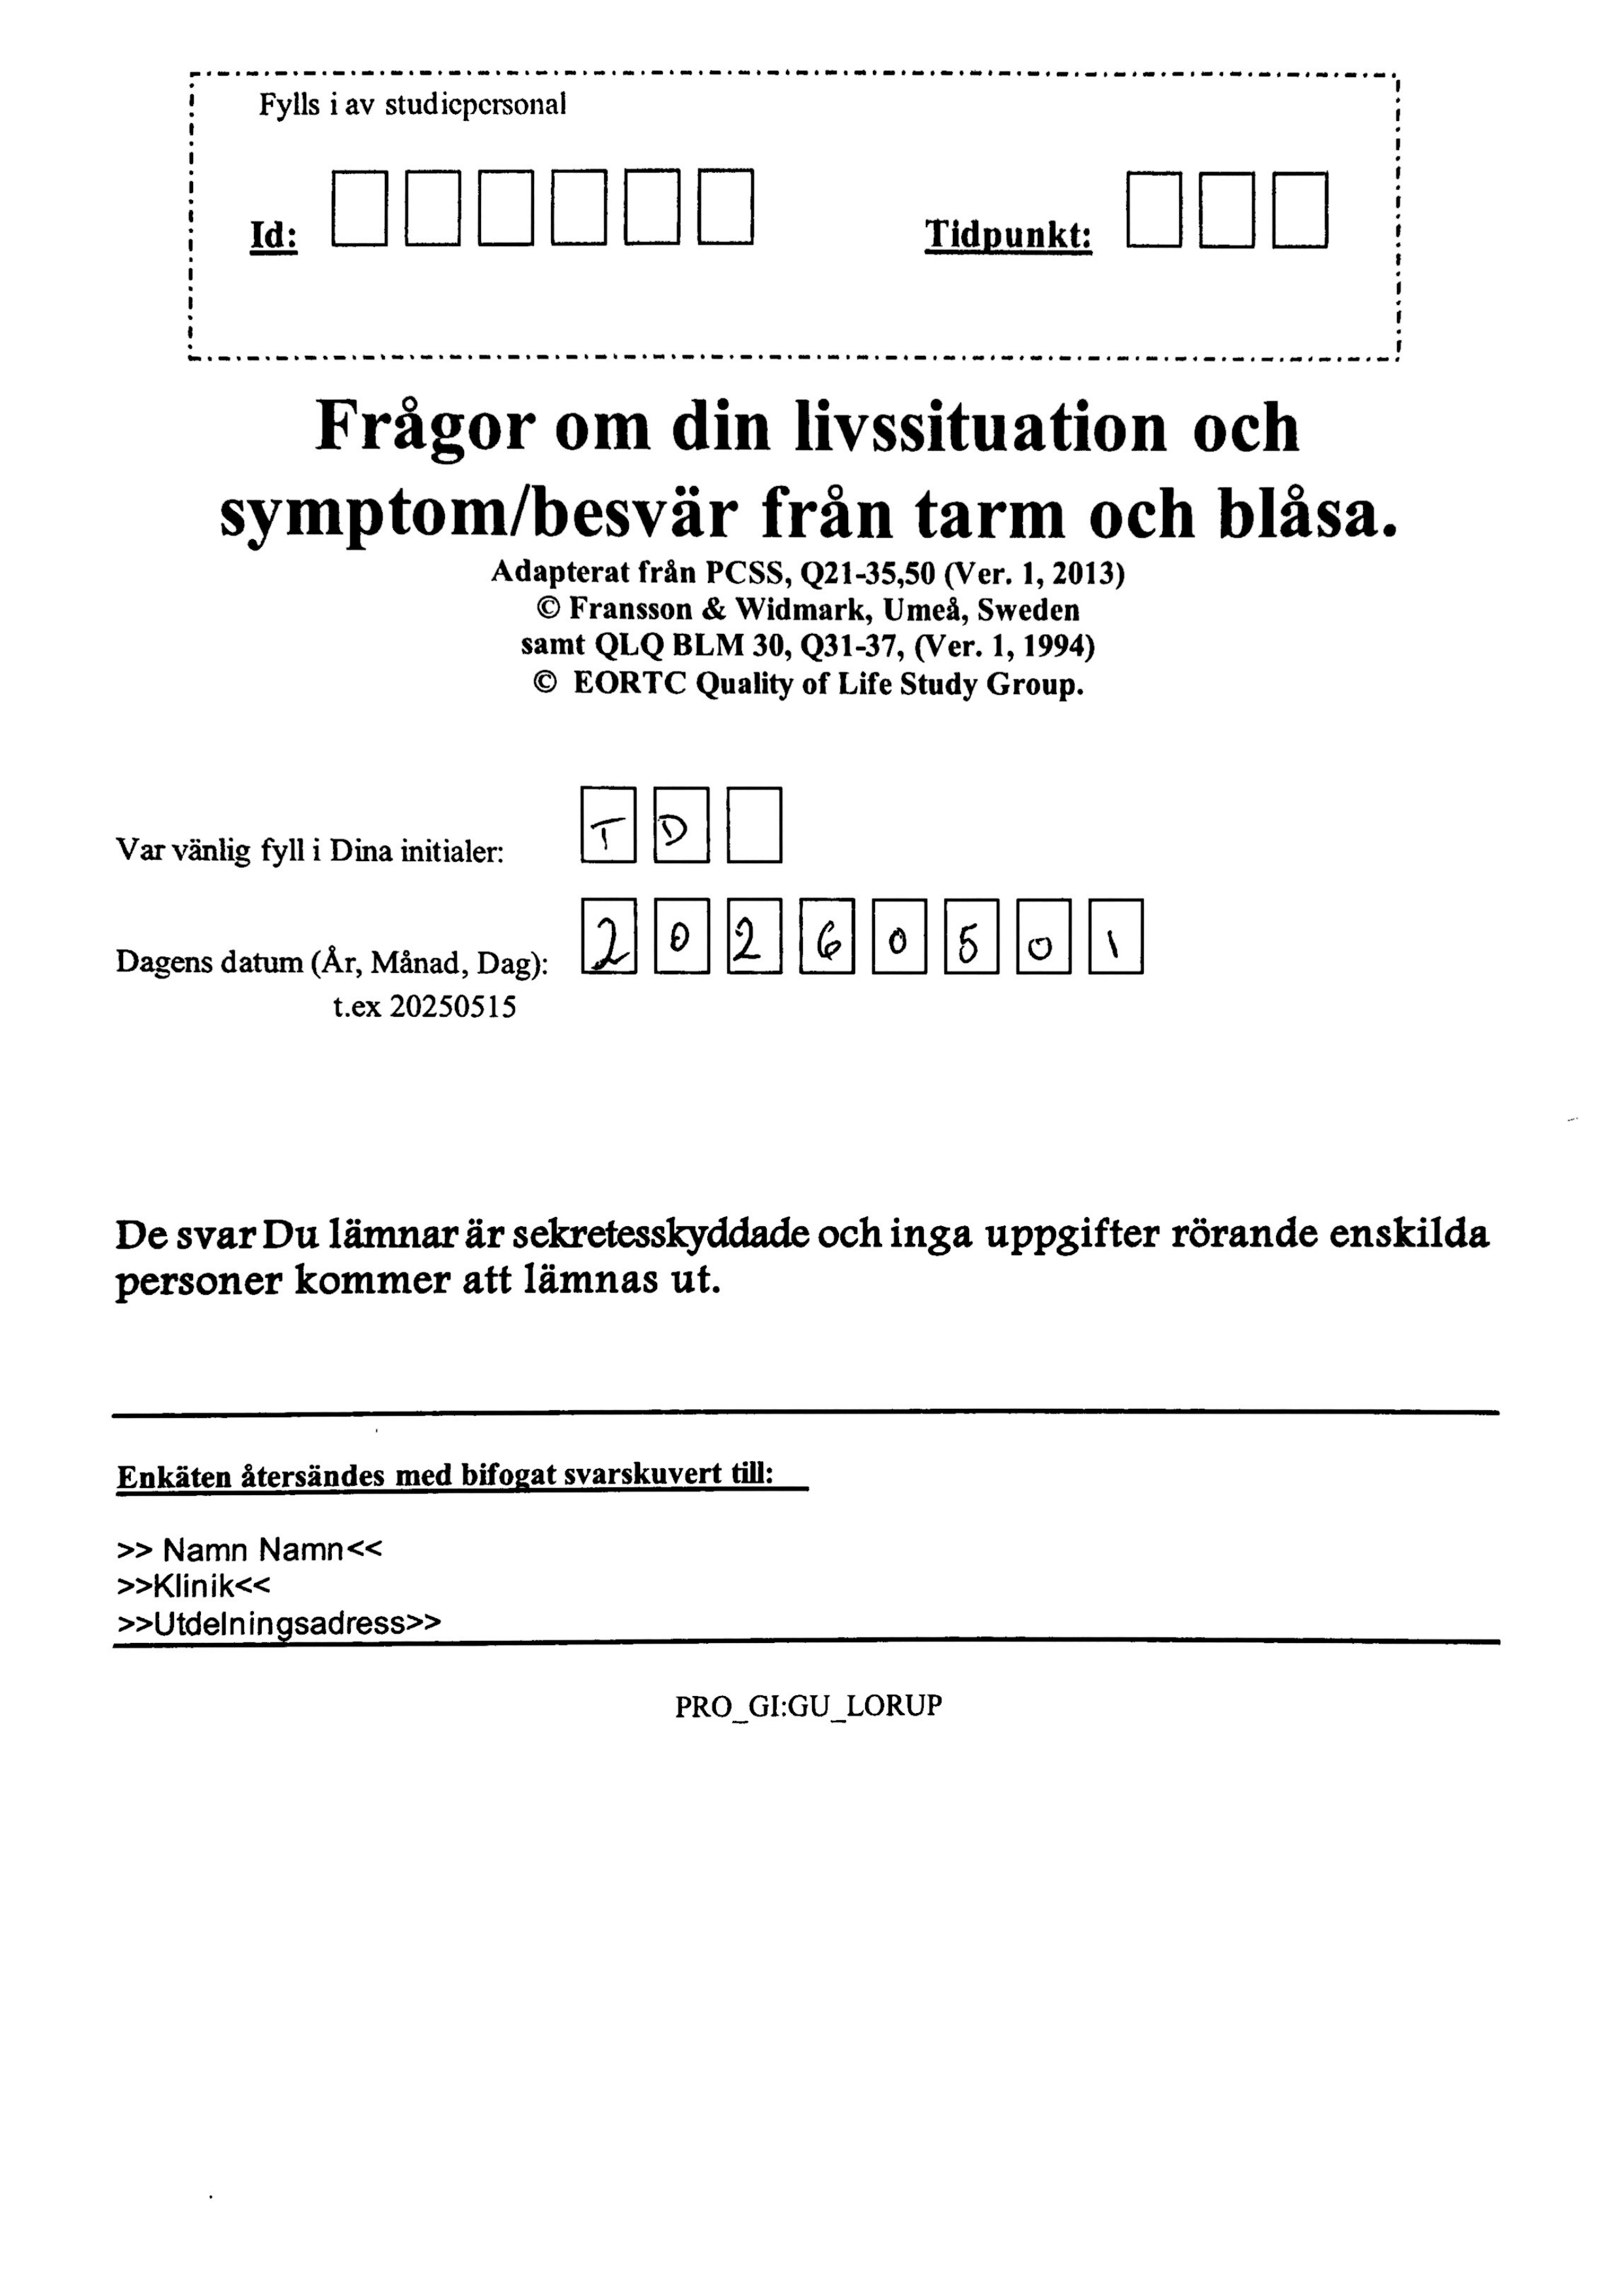 Fylls i av studiepersonal
Id:
Tidpunkt:
Frågor om din livssituation och
symptom/besvär från tarm och blåsa.
Adapterat från PCSS, Q21-35,50 (Ver. 1, 2013)
© Fransson & Widmark, Umeå, Sweden
samt QLQ BLM 30, Q31-37, (Ver. 1, 1994)
© EORTC Quality of Life Study Group.
Var vänlig fyll i Dina initialer: T D
Dagens datum (År, Månad, Dag): 2 0 2 6 0 5 0 1
t.ex 20250515
De svar Du lämnar är sekretesskyddade och inga uppgifter rörande enskilda
personer kommer att lämnas ut.
Enkäten återsändes med bifogat svarskuvert till:
>> Namn Namn<<
>>Klinik<<
>>Utdelningsadress>>
PRO_GI:GU_LORUP